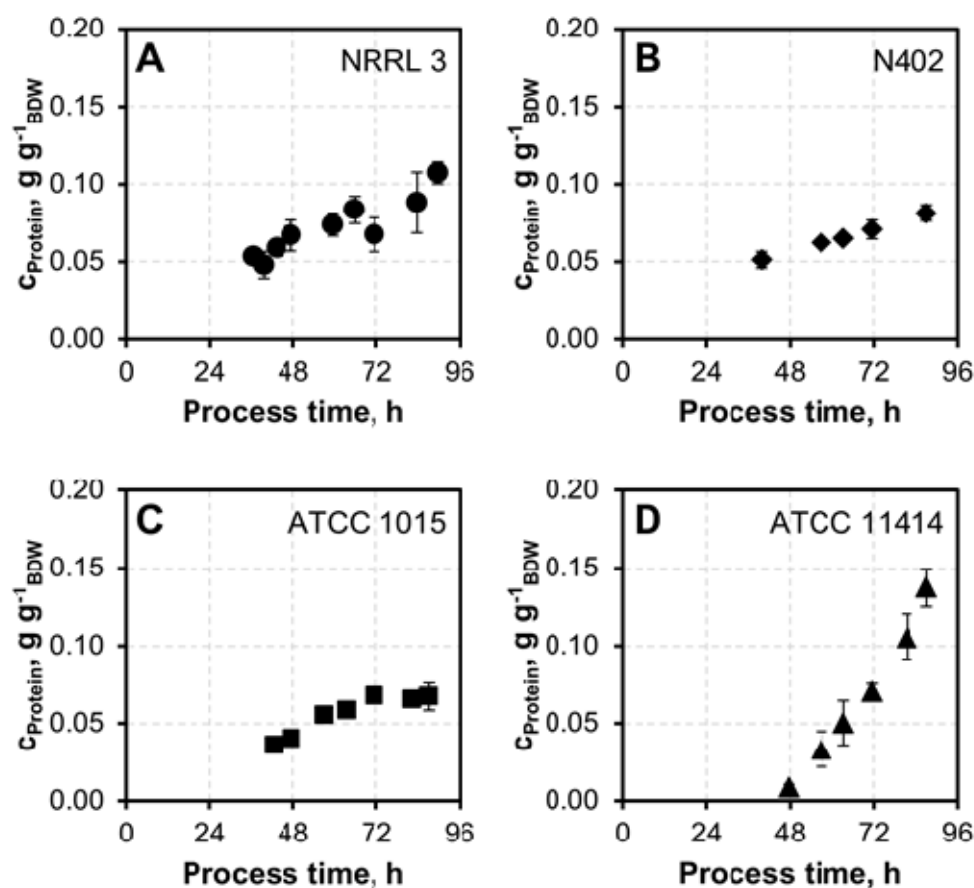 A NRRL 3
0.20
0.15
0.10
0.05
0.00
cProtein, g g-1BDW
0 24 48 72 96
Process time, h
B N402
0.20
0.15
0.10
0.05
0.00
cProtein, g g-1BDW
0 24 48 72 96
Process time, h
C ATCC 1015
0.20
0.15
0.10
0.05
0.00
cProtein, g g-1BDW
0 24 48 72 96
Process time, h
D ATCC 11414
0.20
0.15
0.10
0.05
0.00
cProtein, g g-1BDW
0 24 48 72 96
Process time, h